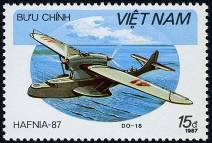 BƯU CHÍNH VIỆT NAM
HAFNIA-87
DO-18
15đ
1987